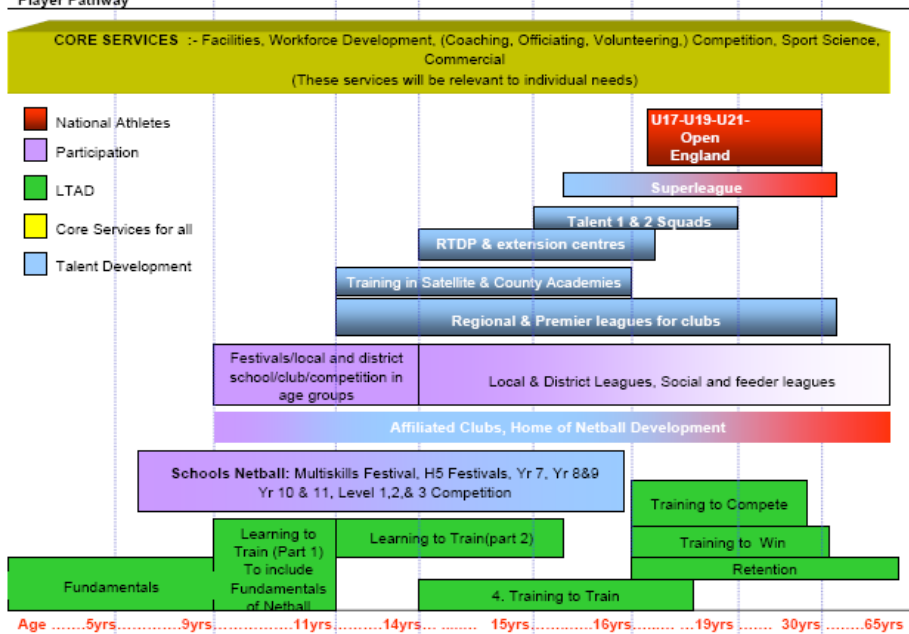 Player Pathway
CORE SERVICES :- Facilities, Workforce Development, (Coaching, Officiating, Volunteering,) Competition, Sport Science,
Commercial
(These services will be relevant to individual needs)
National Athletes
Participation
LTAD
Core Services for all
Talent Development
U17-U19-U21-
Open
England
Superleague
Talent 1 & 2 Squads
RTDP & extension centres
Training in Satellite & County Academies
Regional & Premier leagues for clubs
Festivals/local and district
school/club/competition in
age groups
Local & District Leagues, Social and feeder leagues
Affiliated Clubs, Home of Netball Development
Schools Netball: Multiskills Festival, H5 Festivals, Yr 7, Yr 8&9
Yr 10 & 11, Level 1,2,& 3 Competition
Training to Compete
Learning to
Train (Part 1)
To include
Fundamentals
of Netball
Learning to Train(part 2)
Training to Win
Retention
Fundamentals
4. Training to Train
Age .......5yrs.........9yrs..........11yrs.......14yrs.. ....... ...... 15yrs........16yrs... ......19yrs.......30yrs.......65yrs